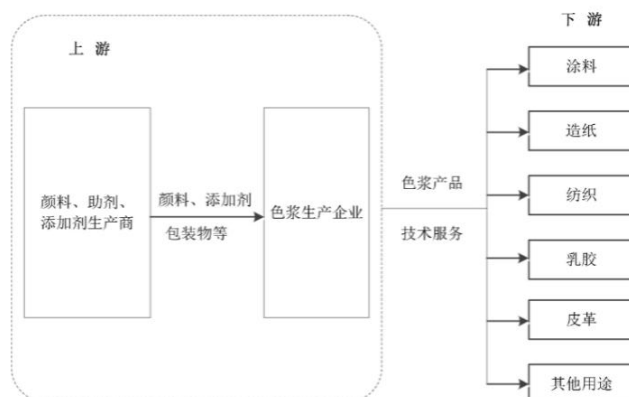 上 游
颜料、助剂、
添加剂生产商
颜料、添加剂
包装物等
色浆生产企业
色浆产品
技术服务
下 游
涂料
造纸
纺织
乳胶
皮革
其他用途